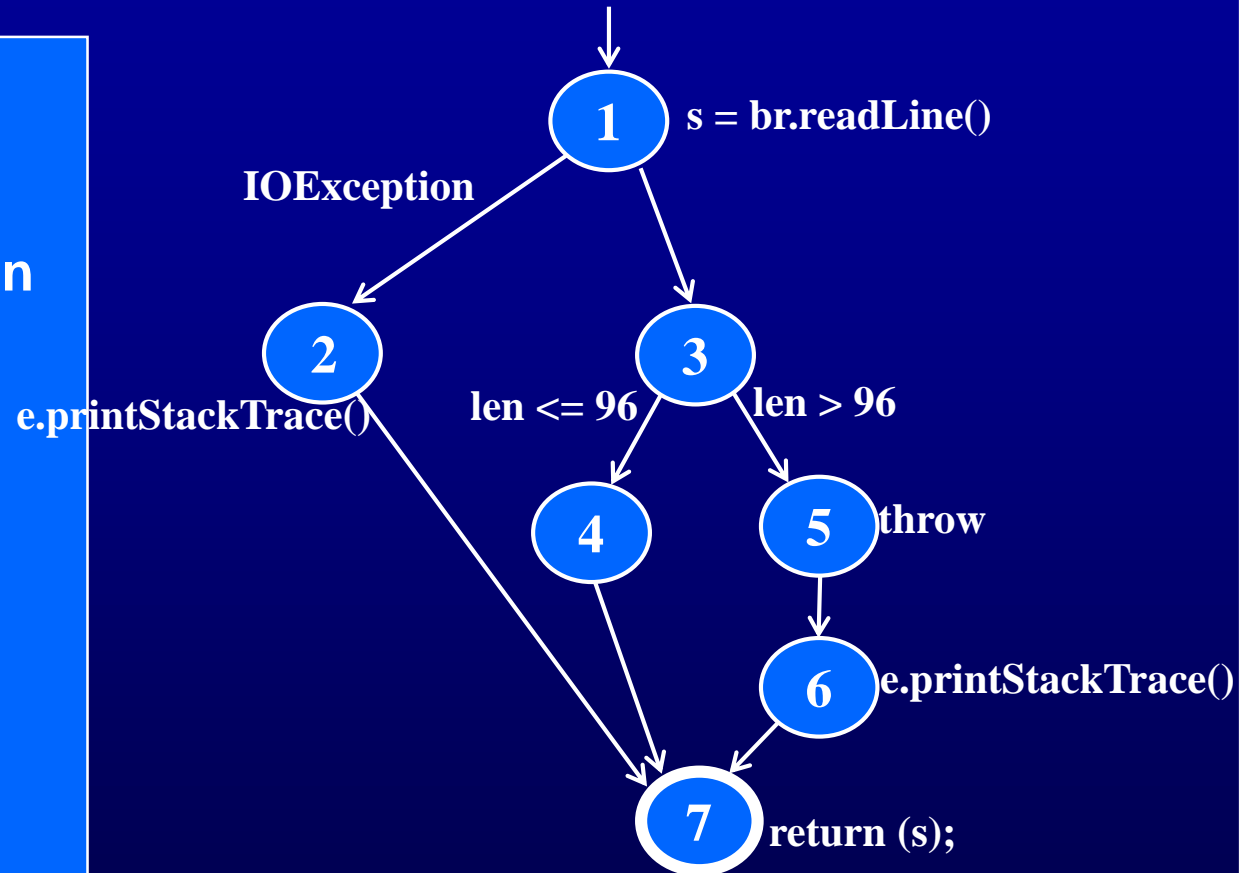 1
s = br.readLine()
IOException
n
2
3
e.printStackTrace()
len <= 96
len > 96
4
5
throw
6
e.printStackTrace()
7
return (s);